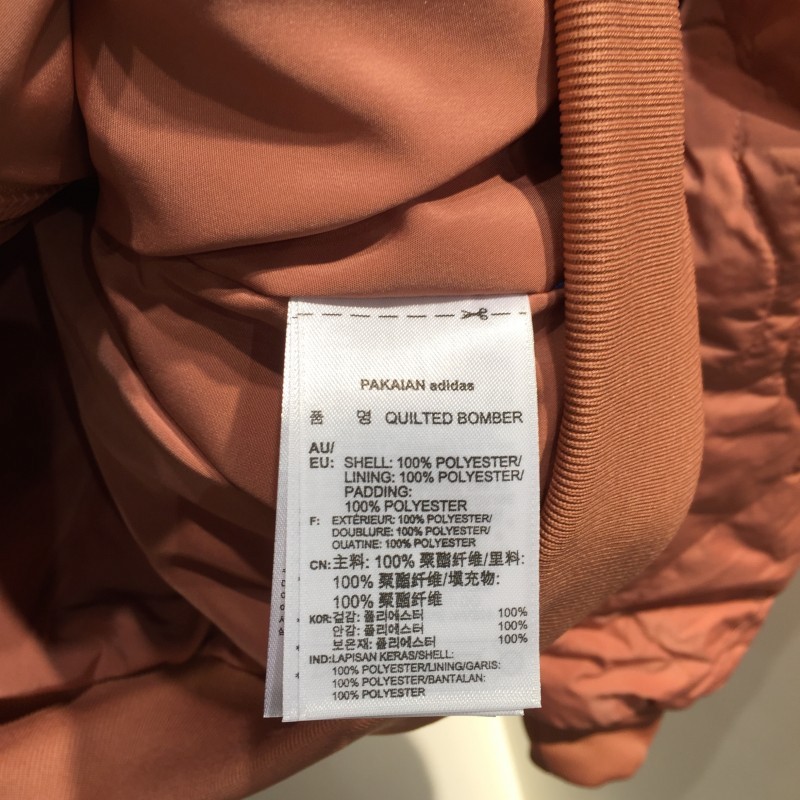 PAKAIAN adidas
품 명 QUILTED BOMBER
AU/
EU: SHELL: 100% POLYESTER/
LINING: 100% POLYESTER/
PADDING:
100% POLYESTER
F: EXTÉRIEUR: 100% POLYESTER/
DOUBLURE: 100% POLYESTER/
OUATINE: 100% POLYESTER
CN: 主料: 100% 聚酯纤维/里料:
100% 聚酯纤维/填充物:
100% 聚酯纤维
KOR: 겉감: 폴리에스터 100%
안감: 폴리에스터 100%
보온재: 폴리에스터 100%
IND: LAPISAN KERAS/SHELL:
100% POLYESTER/LINING/GARIS:
100% POLYESTER/BANTALAN:
100% POLYESTER